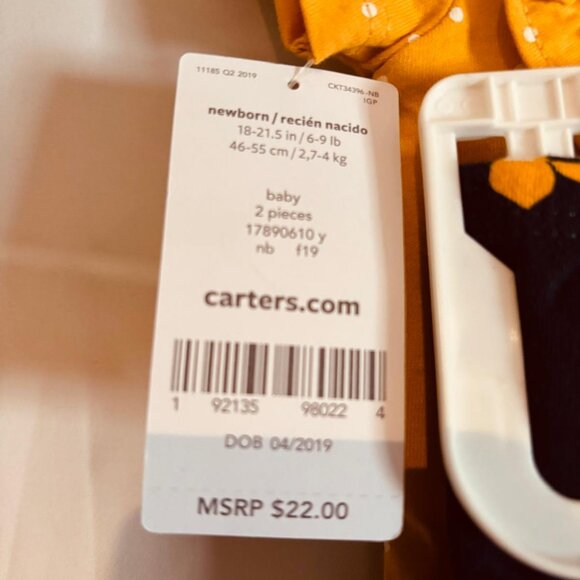 11185 Q2 2019
CKT34396-NB
1GP
newborn / recién nacido
18-21.5 in / 6-9 lb
46-55 cm / 2,7-4 kg
baby
2 pieces
17890610 y
nb f19
carters.com
1 92135 98022 4
DOB 04/2019
MSRP $22.00